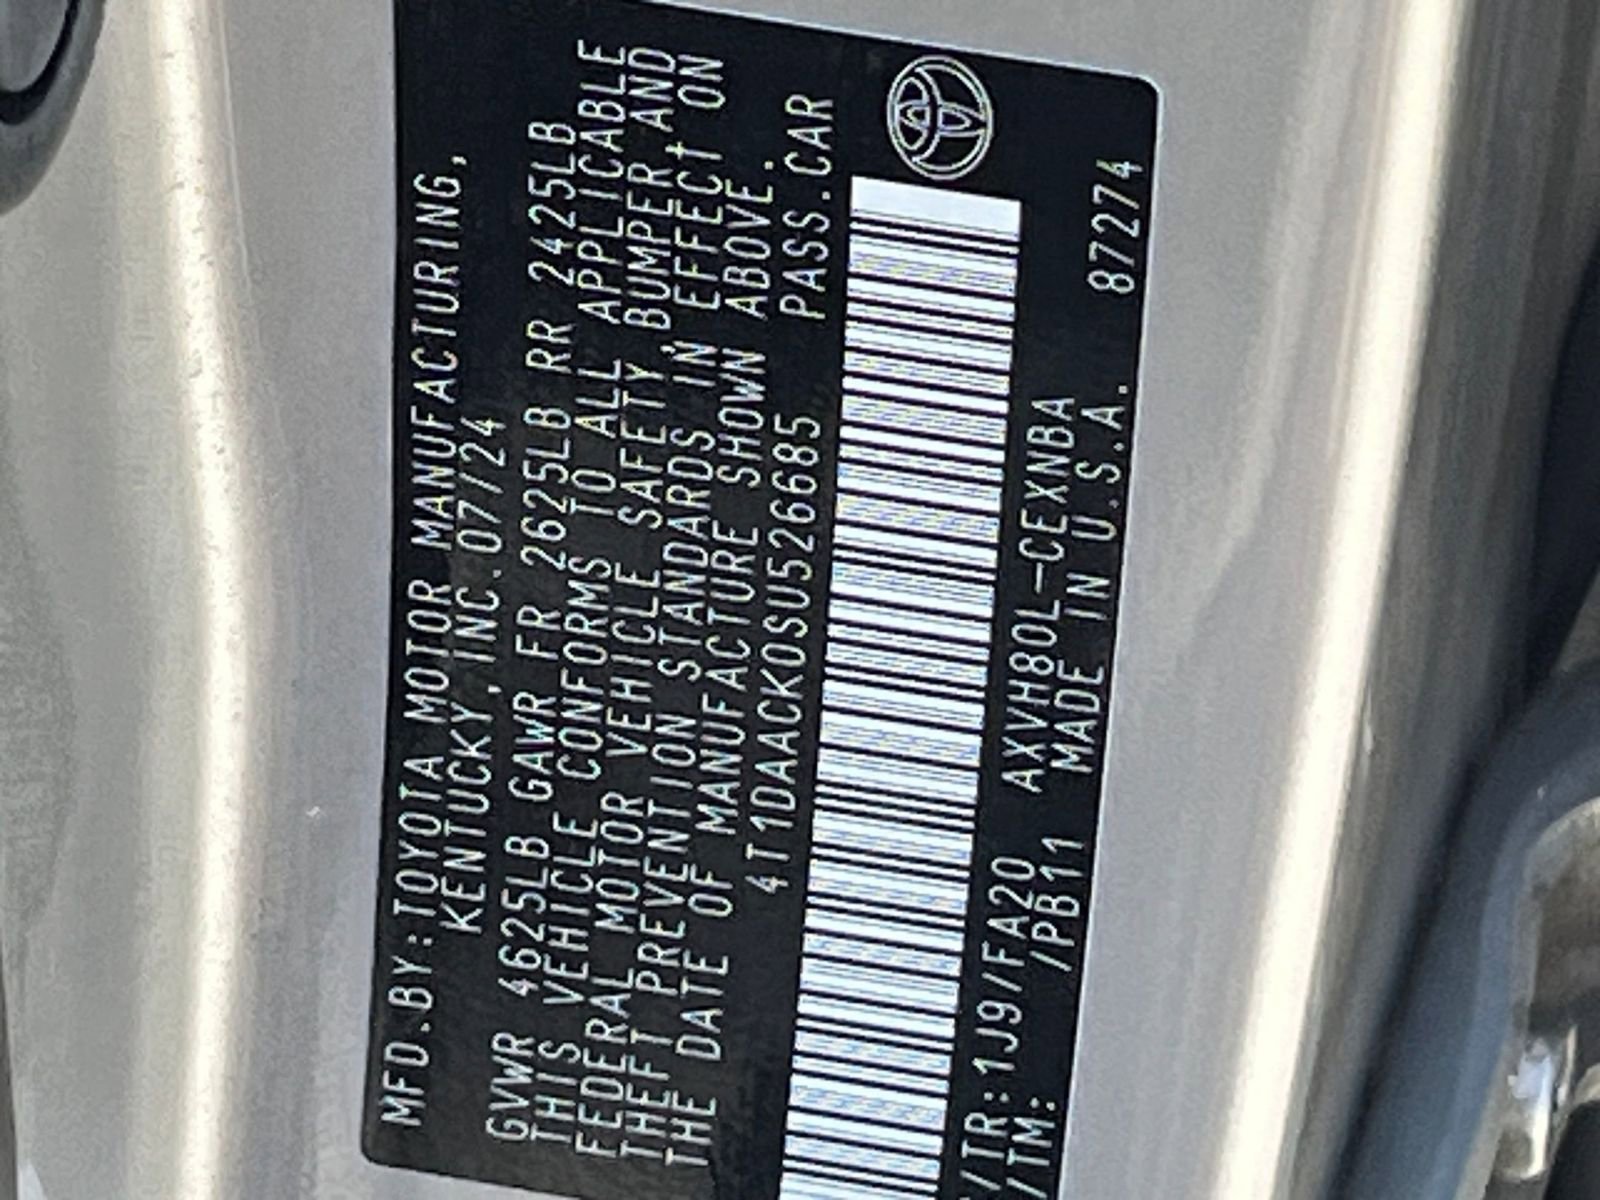 MFD.BY:TOYOTA MOTOR MANUFACTURING,
KENTUCKY,INC.07/24
GVWR 4625LB GAWR FR 2625LB RR 2425LB
THIS VEHICLE CONFORMS TO ALL APPLICABLE
FEDERAL MOTOR VEHICLE SAFETY, BUMPER AND
THEFT PREVENTION STANDARDS IN EFFECT ON
THE DATE OF MANUFACTURE SHOWN ABOVE.
4T1DAACK0SU526685 PASS.CAR
/TR:1J9/FA20 AXVH80L-CEXNBA
/TM: /PB11 MADE IN U.S.A. 87274